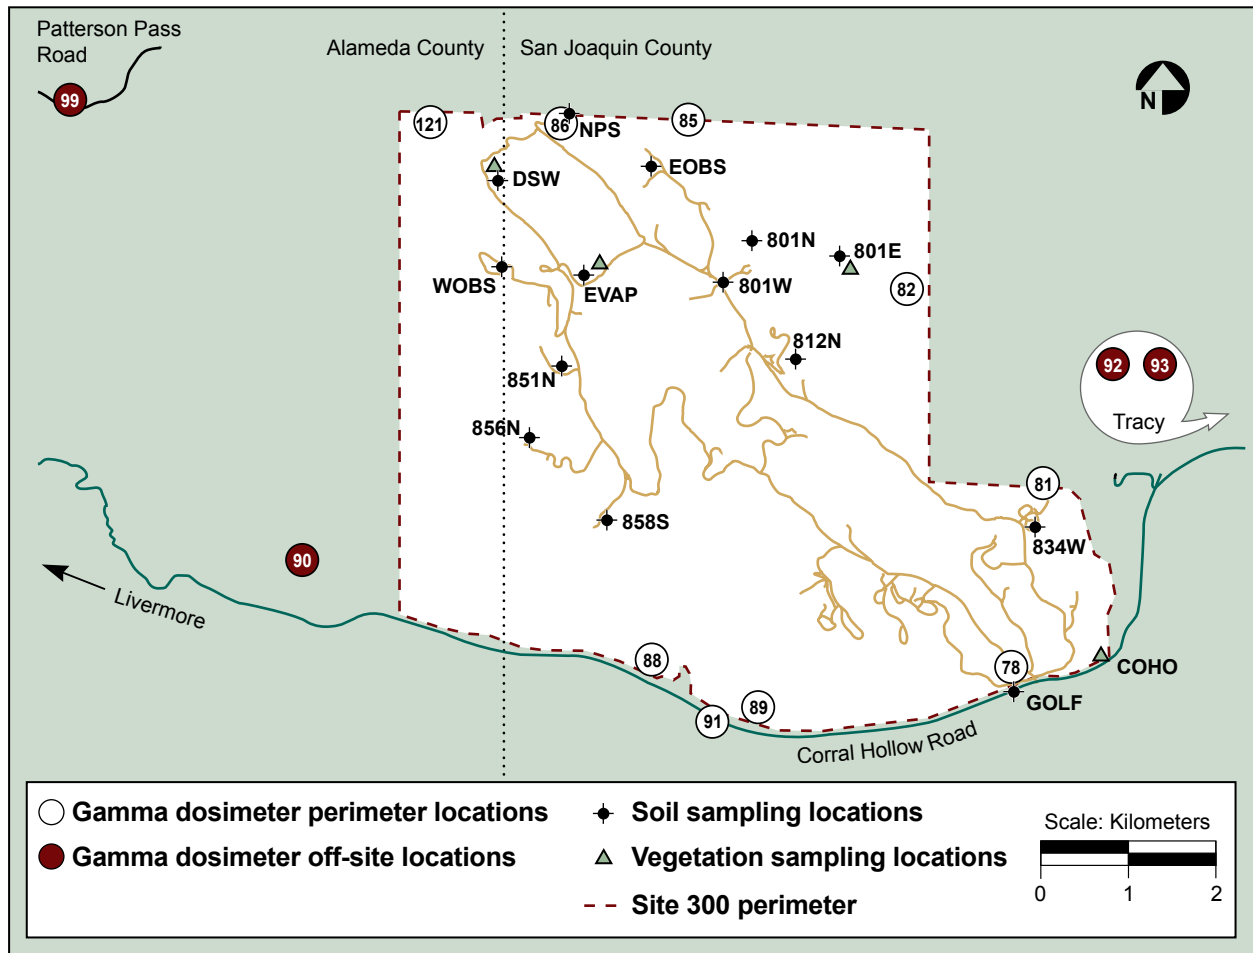 Patterson Pass
Road
Alameda County
San Joaquin County
99
N
121
86
NPS
85
DSW
EOBS
801N
801E
WOBS
EVAP
801W
82
812N
851N
92
93
Tracy
856N
81
858S
834W
90
Livermore
88
78
COHO
GOLF
89
91
Corral Hollow Road
Gamma dosimeter perimeter locations
Soil sampling locations
Scale: Kilometers
Gamma dosimeter off-site locations
Vegetation sampling locations
0 1 2
Site 300 perimeter